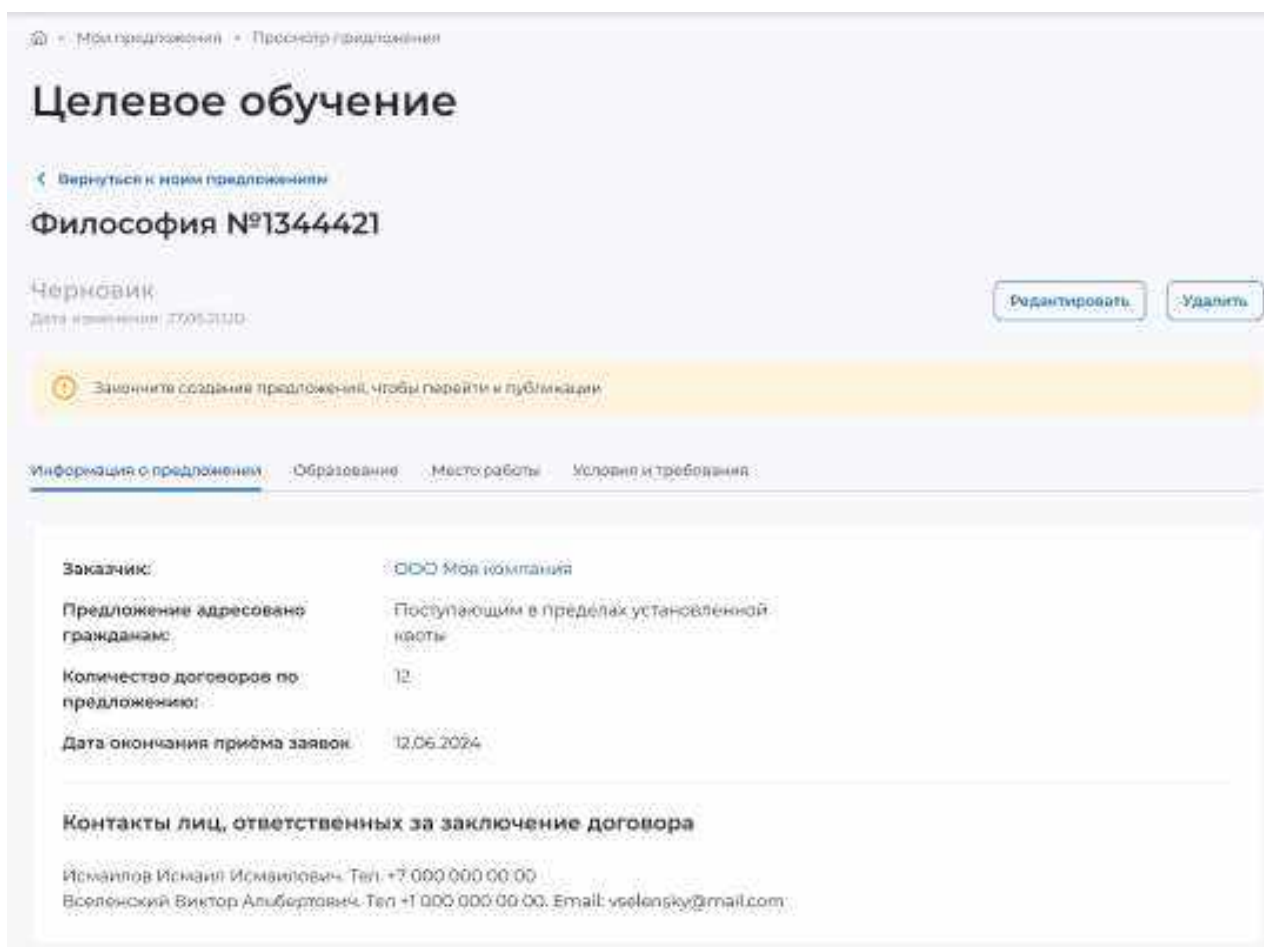 Мои предложения • Просмотр предложения
Целевое обучение
Вернуться к моим предложениям
Философия №1344421
Черновик
Редактировать Удалить
Дата изменения:
Закончите создание предложения, чтобы перейти к публикации
Информация о предложении Образование Место работы Условия и требования
Заказчик: ООО Моя компания
Предложение адресовано Поступающим в пределах установленной
гражданам: квоты
Количество договоров по 12
предложению:
Дата окончания приёма заявок 12.06.2024
Контакты лиц, ответственных за заключение договора
Исмаилов Исмаил Исмаилович. Тел. +7 000 000 00 00
Вселенский Виктор Альбертович. Тел +1 000 000 00 00. Email: vselensky@mail.com